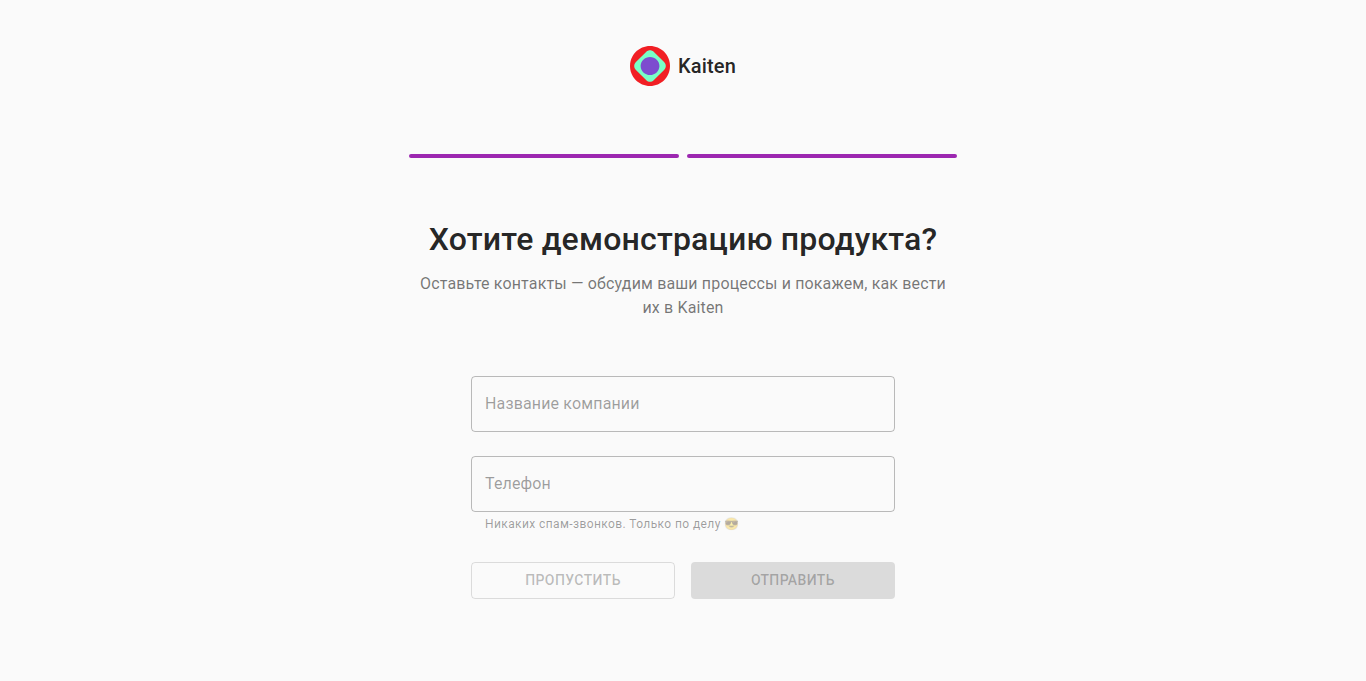 Kaiten
Хотите демонстрацию продукта?
Оставьте контакты — обсудим ваши процессы и покажем, как вести
их в Kaiten
Название компании
Телефон
Никаких спам-звонков. Только по делу 😎
ПРОПУСТИТЬ
ОТПРАВИТЬ